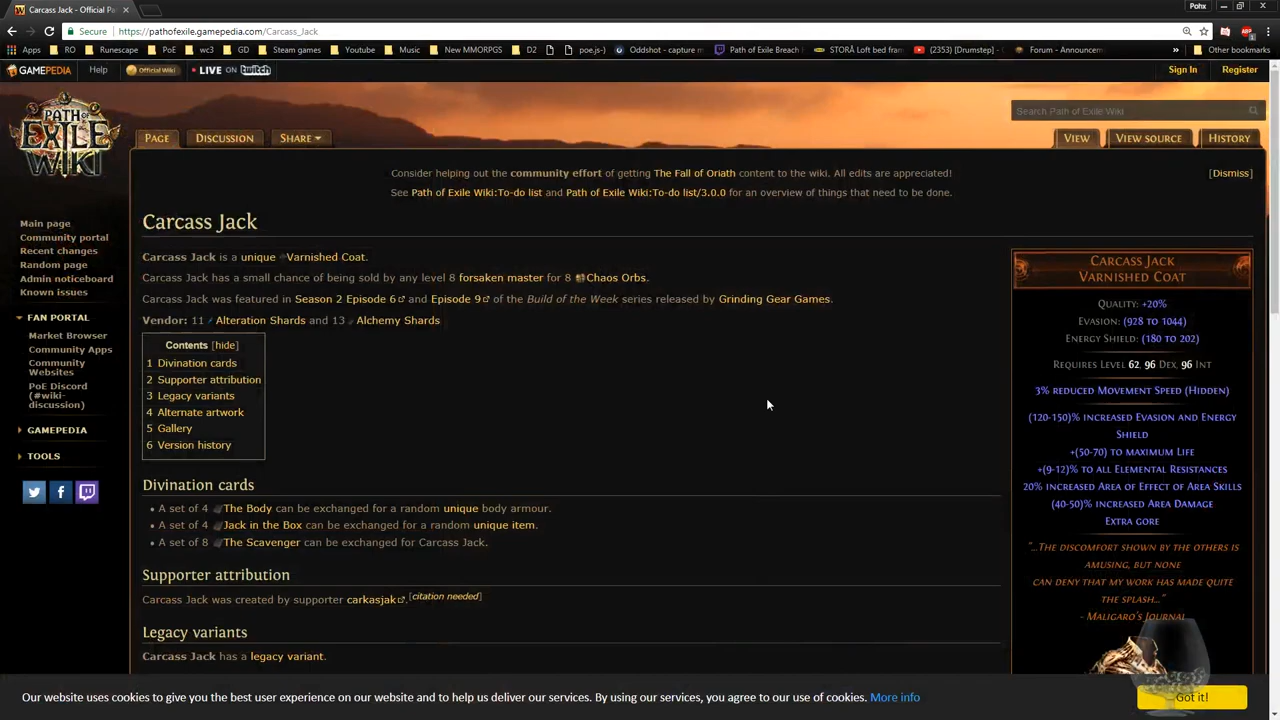 Carcass Jack - Official Pa
Pohx
Secure
https://pathofexile.gamepedia.com/Carcass_Jack
Apps RO Runescape PoE wc3 GD Steam games Youtube Music New MMORPGS D2 poe.js-) Oddshot - capture m Path of Exile Breach STORÅ Loft bed fram (2353) [Drumstep] Forum - Announcem » Other bookmarks
GAMEPEDIA Help Official Wiki LIVE ON twitch Sign In Register
PATH OF EXILE WIKI
Search Path of Exile Wiki
PAGE DISCUSSION SHARE VIEW VIEW SOURCE HISTORY
Consider helping out the community effort of getting The Fall of Oriath content to the wiki. All edits are appreciated!
[Dismiss]
See Path of Exile Wiki:To-do list and Path of Exile Wiki:To-do list/3.0.0 for an overview of things that need to be done.
Main page
Community portal
Recent changes
Random page
Admin noticeboard
Known issues
FAN PORTAL
Market Browser
Community Apps
Community
Websites
PoE Discord
(#wiki-
discussion)
GAMEPEDIA
TOOLS
Carcass Jack
Carcass Jack is a unique Varnished Coat.
Carcass Jack has a small chance of being sold by any level 8 forsaken master for 8 Chaos Orbs.
Carcass Jack was featured in Season 2 Episode 6 and Episode 9 of the Build of the Week series released by Grinding Gear Games.
Vendor: 11 Alteration Shards and 13 Alchemy Shards
Contents [hide]
1 Divination cards
2 Supporter attribution
3 Legacy variants
4 Alternate artwork
5 Gallery
6 Version history
Divination cards
• A set of 4 The Body can be exchanged for a random unique body armour.
• A set of 4 Jack in the Box can be exchanged for a random unique item.
• A set of 8 The Scavenger can be exchanged for Carcass Jack.
Supporter attribution
Carcass Jack was created by supporter carkasjak.[citation needed]
Legacy variants
Carcass Jack has a legacy variant.
CARCASS JACK
VARNISHED COAT
QUALITY: +20%
EVASION: (928 TO 1044)
ENERGY SHIELD: (180 TO 202)
REQUIRES LEVEL 62, 96 DEX, 96 INT
3% REDUCED MOVEMENT SPEED (HIDDEN)
(120-150)% INCREASED EVASION AND ENERGY
SHIELD
+(50-70) TO MAXIMUM LIFE
+(9-12)% TO ALL ELEMENTAL RESISTANCES
20% INCREASED AREA OF EFFECT OF AREA SKILLS
(40-50)% INCREASED AREA DAMAGE
EXTRA GORE
"...THE DISCOMFORT SHOWN BY THE OTHERS IS
AMUSING, BUT NONE
CAN DENY THAT MY WORK HAS MADE QUITE
THE SPLASH..."
- MALIGARO'S JOURNAL
Our website uses cookies to give you the best user experience on our website and to help us deliver our services. By using our services, you agree to our use of cookies. More info
Got it!